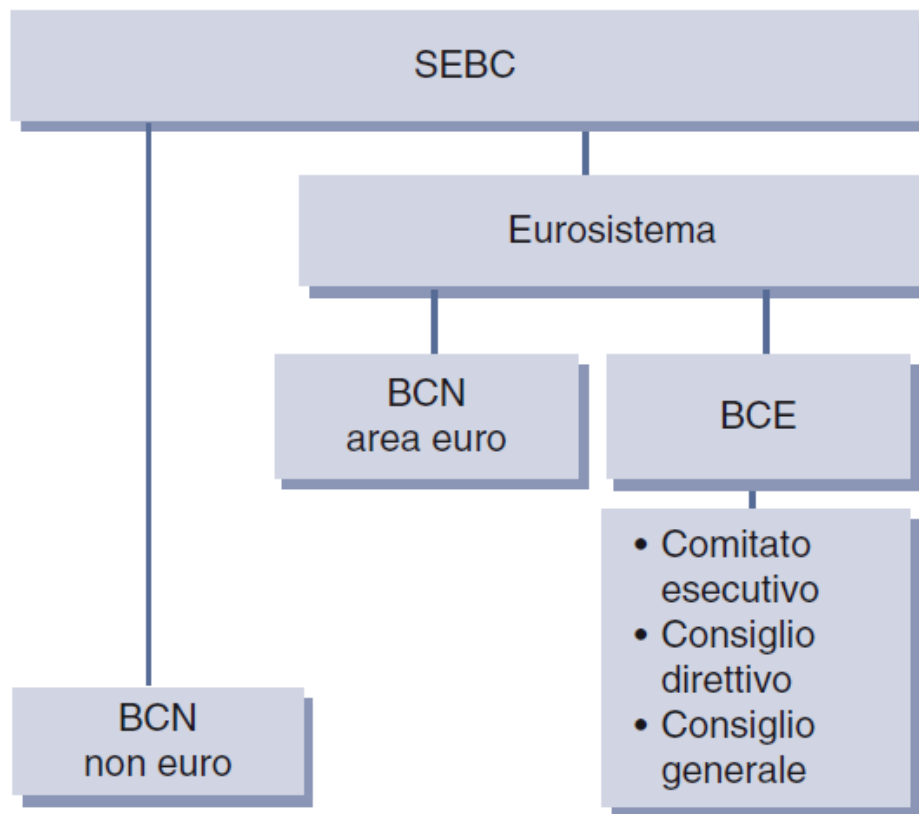 SEBC
Eurosistema
BCN
area euro
BCE
• Comitato
esecutivo
• Consiglio
direttivo
• Consiglio
generale
BCN
non euro